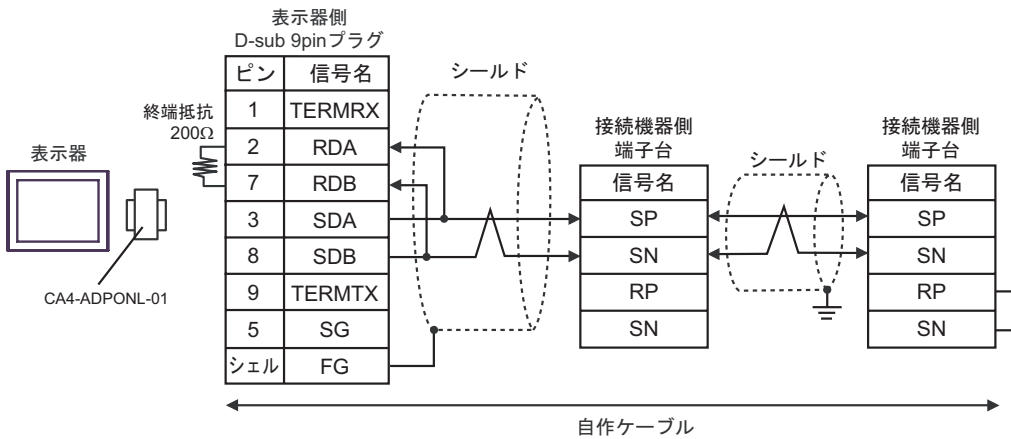 表示器側
D-sub 9pinプラグ
ピン 信号名
1 TERMRX
2 RDA
7 RDB
3 SDA
8 SDB
9 TERMTX
5 SG
シェル FG
終端抵抗
200Ω
表示器
CA4-ADPONL-01
シールド
接続機器側
端子台
信号名
SP
SN
RP
SN
シールド
接続機器側
端子台
信号名
SP
SN
RP
SN
自作ケーブル